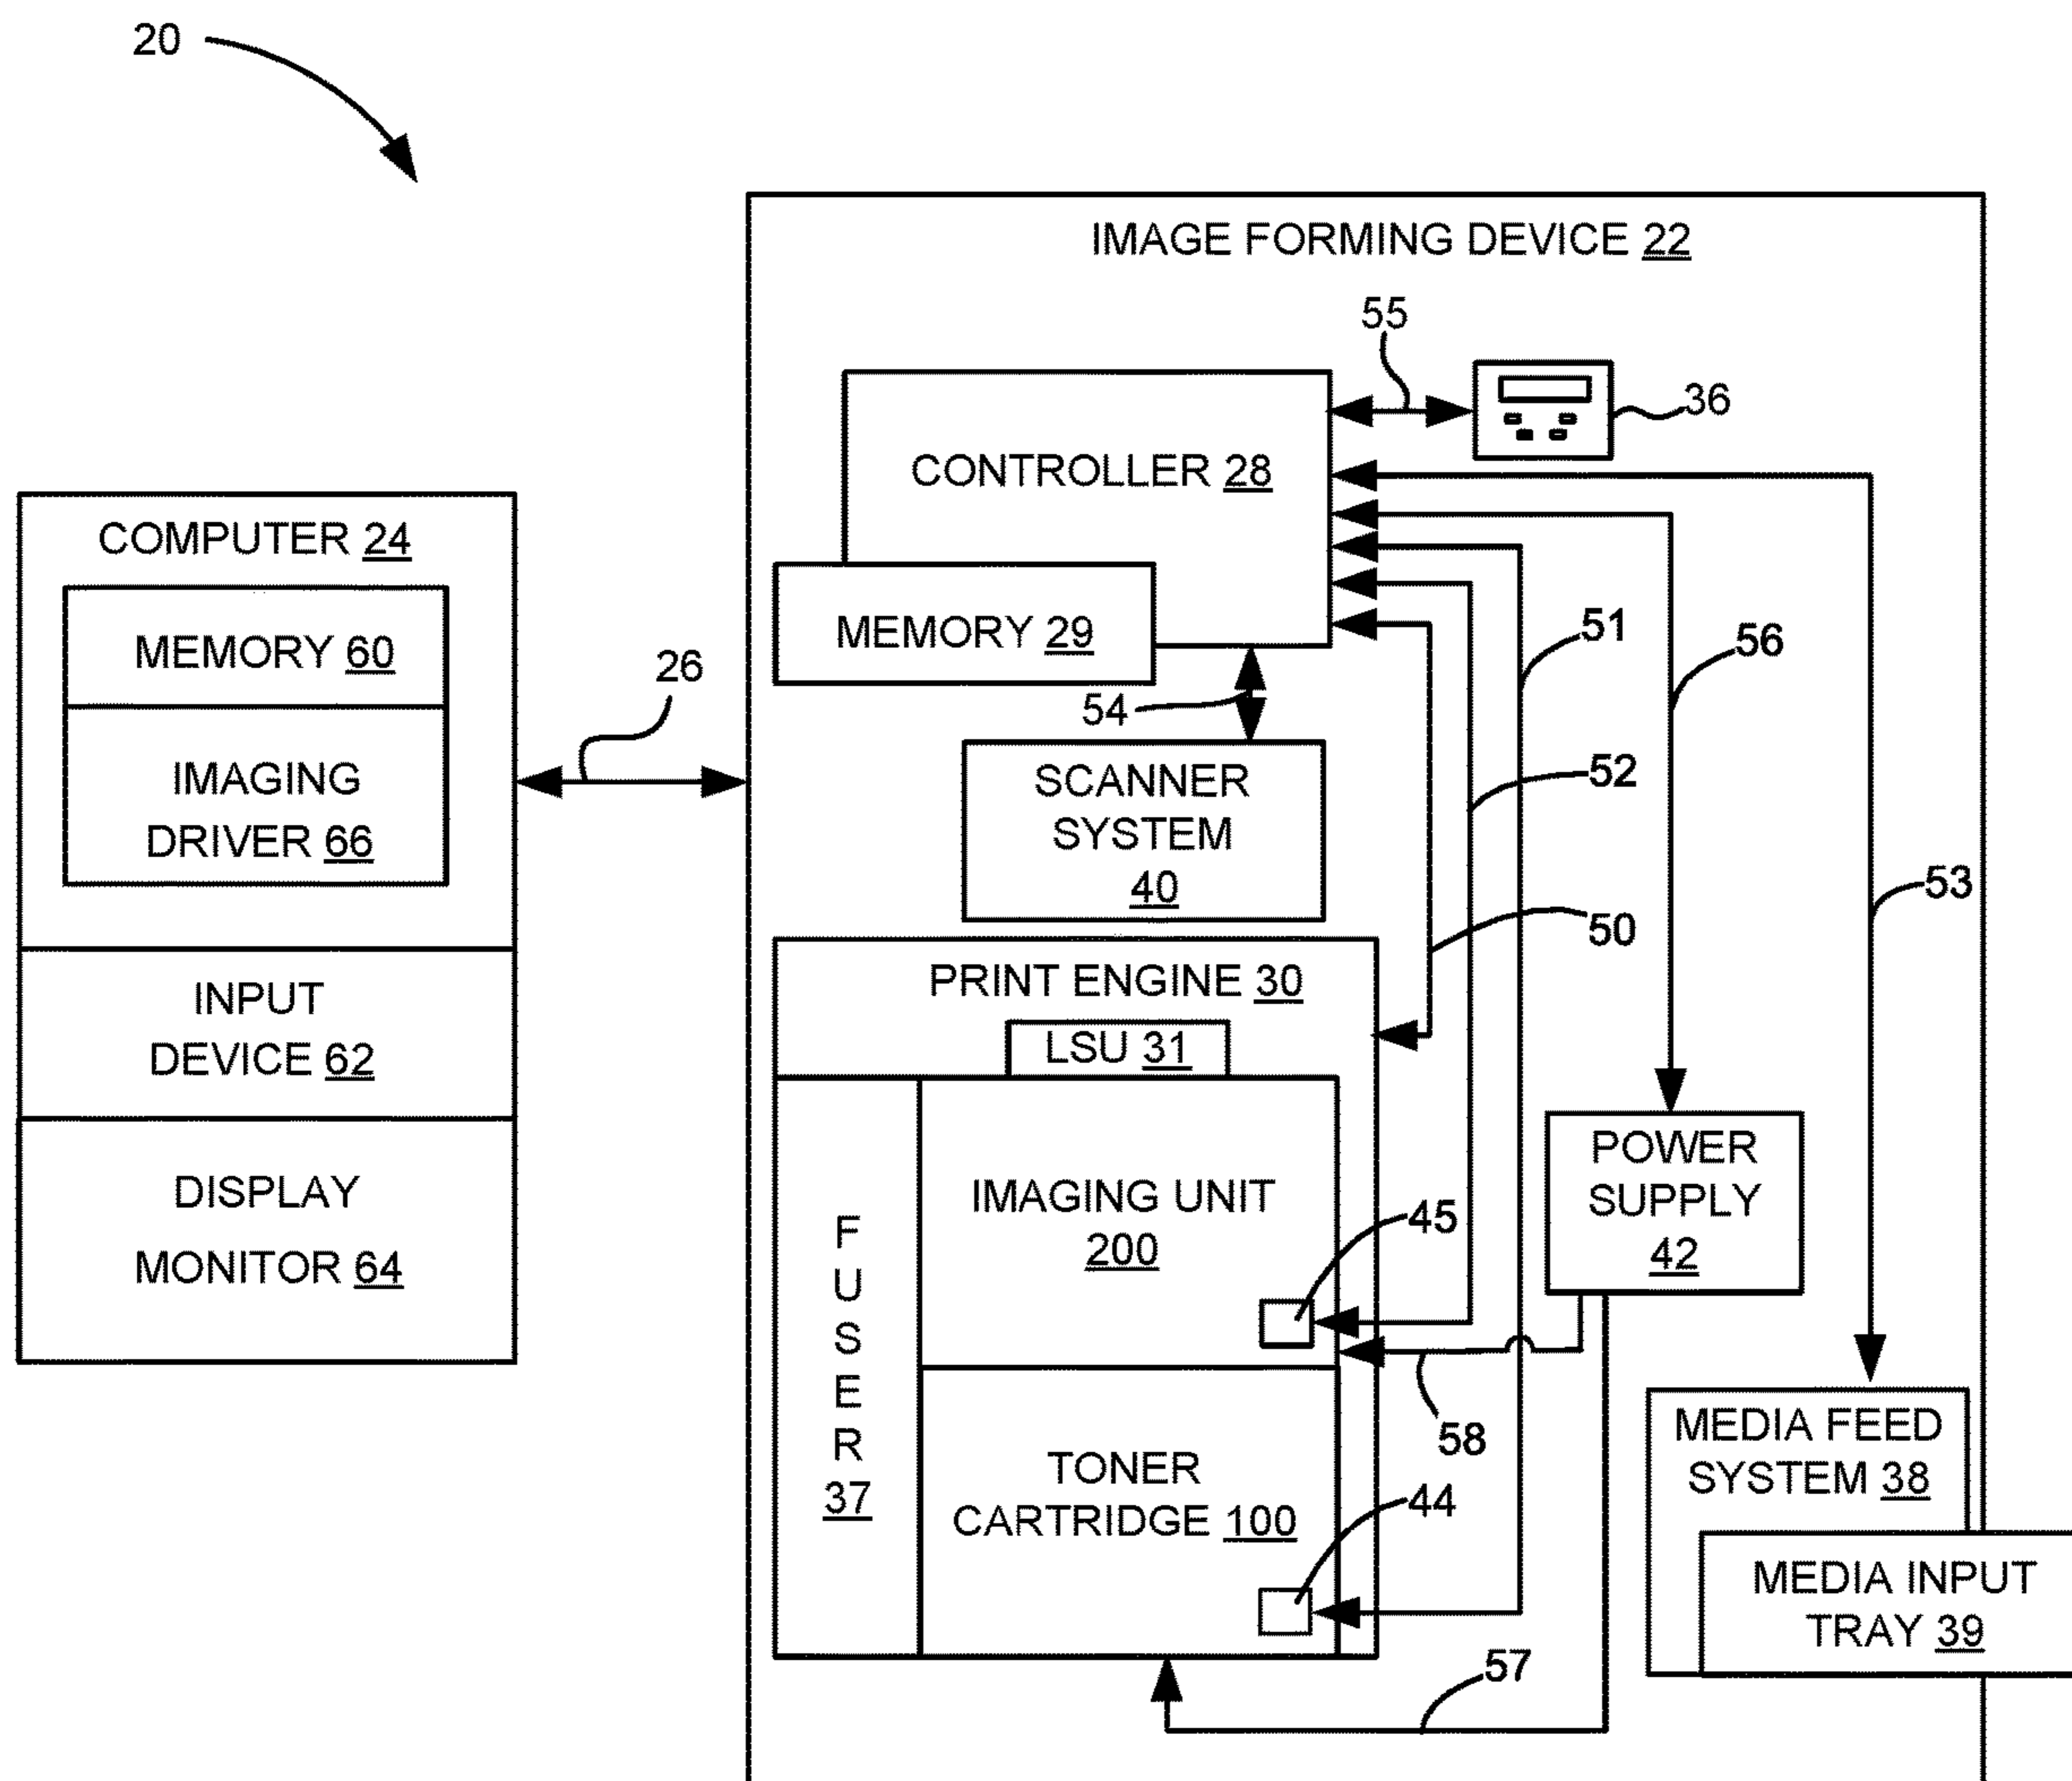 20
IMAGE FORMING DEVICE 22
55
36
CONTROLLER 28
MEMORY 29
54
SCANNER
SYSTEM
40
51
56
52
53
50
COMPUTER 24
MEMORY 60
IMAGING
DRIVER 66
26
INPUT
DEVICE 62
DISPLAY
MONITOR 64
PRINT ENGINE 30
LSU 31
F
U
S
E
R
37
IMAGING UNIT
200
45
58
TONER
CARTRIDGE 100
44
57
POWER
SUPPLY
42
MEDIA FEED
SYSTEM 38
MEDIA INPUT
TRAY 39